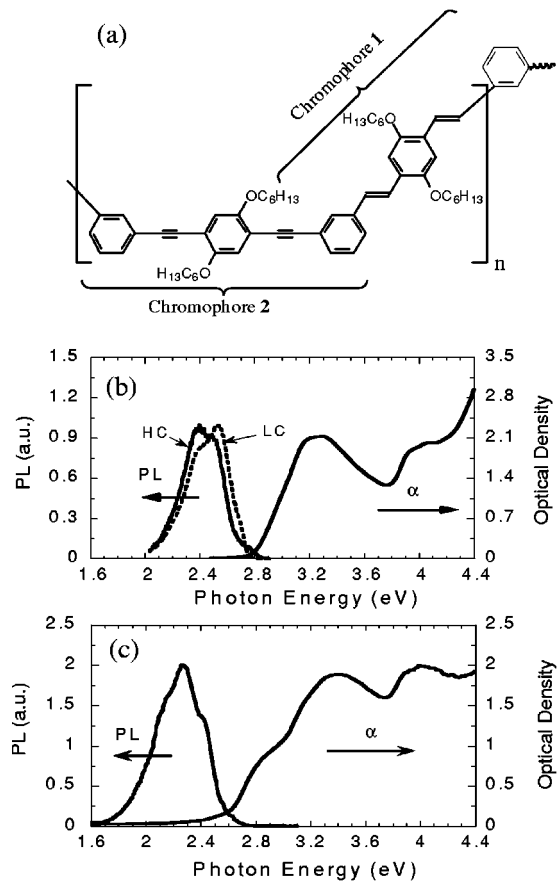 (a)
Chromophore 1
H13C6O
OC6H13
OC6H13
H13C6O
n
Chromophore 2
(b)
1.5
1.2
0.9
0.6
0.3
0
PL (a.u.)
HC
LC
PL
α
3.5
2.8
2.1
1.4
0.7
0
Optical Density
1.6 2 2.4 2.8 3.2 3.6 4 4.4
Photon Energy (eV)
(c)
2.5
2
1.5
1
0.5
0
PL (a.u.)
PL
α
2.5
2
1.5
1
0.5
0
Optical Density
1.6 2 2.4 2.8 3.2 3.6 4 4.4
Photon Energy (eV)